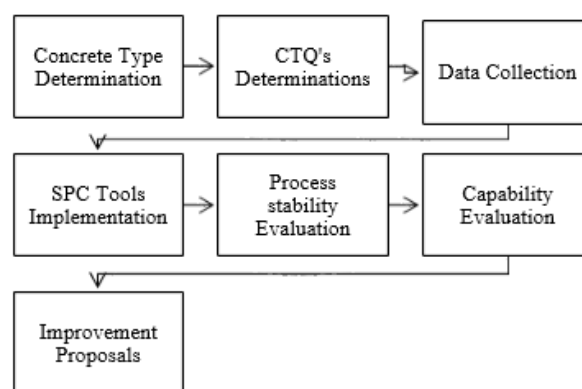 Concrete Type
Determination
CTQ's
Determinations
Data Collection
SPC Tools
Implementation
Process
stability
Evaluation
Capability
Evaluation
Improvement
Proposals